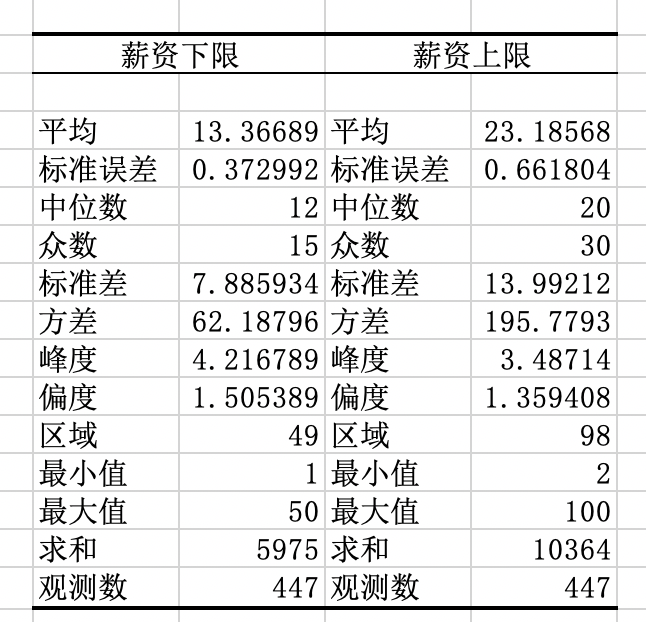 薪资下限 薪资上限
平均 13.36689 平均 23.18568
标准误差 0.372992 标准误差 0.661804
中位数 12 中位数 20
众数 15 众数 30
标准差 7.885934 标准差 13.99212
方差 62.18796 方差 195.7793
峰度 4.216789 峰度 3.48714
偏度 1.505389 偏度 1.359408
区域 49 区域 98
最小值 1 最小值 2
最大值 50 最大值 100
求和 5975 求和 10364
观测数 447 观测数 447